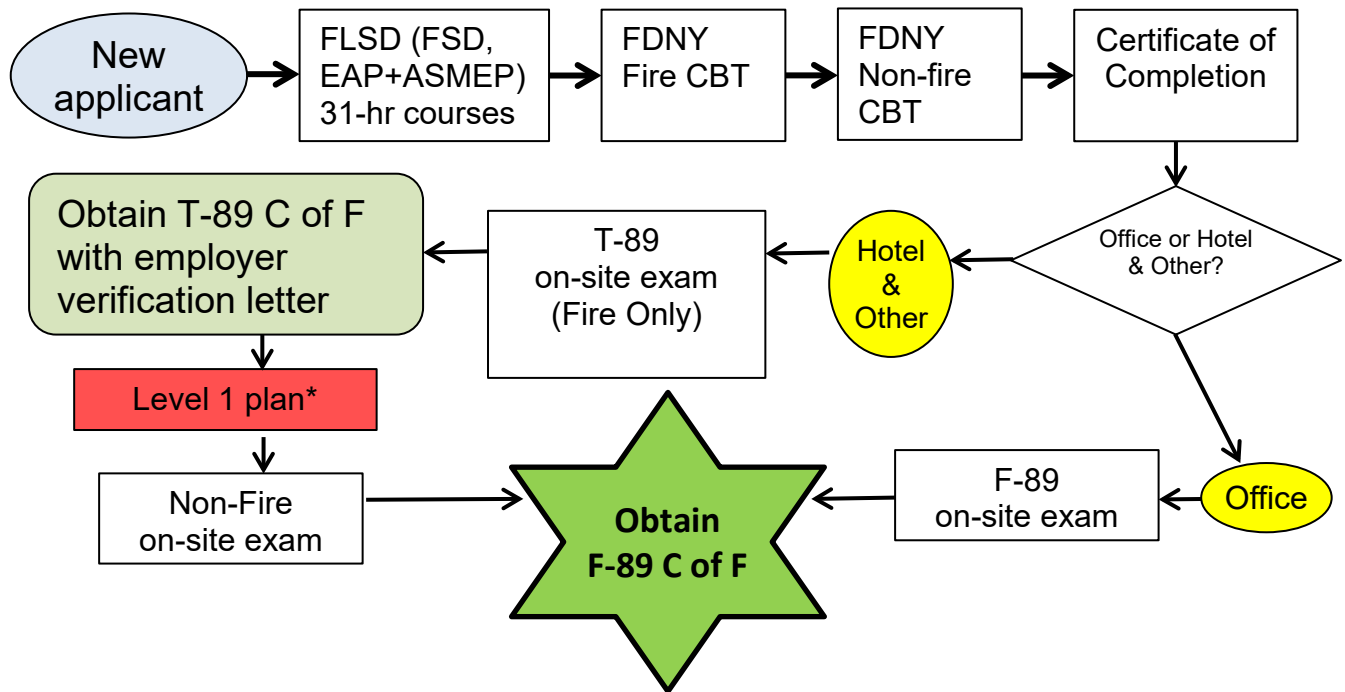 New
applicant
FLSD (FSD,
EAP+ASMEP)
31-hr courses
FDNY
Fire CBT
FDNY
Non-fire
CBT
Certificate of
Completion
Office or Hotel
& Other?
Hotel
&
Other
T-89
on-site exam
(Fire Only)
Obtain T-89 C of F
with employer
verification letter
Level 1 plan*
Non-Fire
on-site exam
Office
F-89
on-site exam
Obtain
F-89 C of F